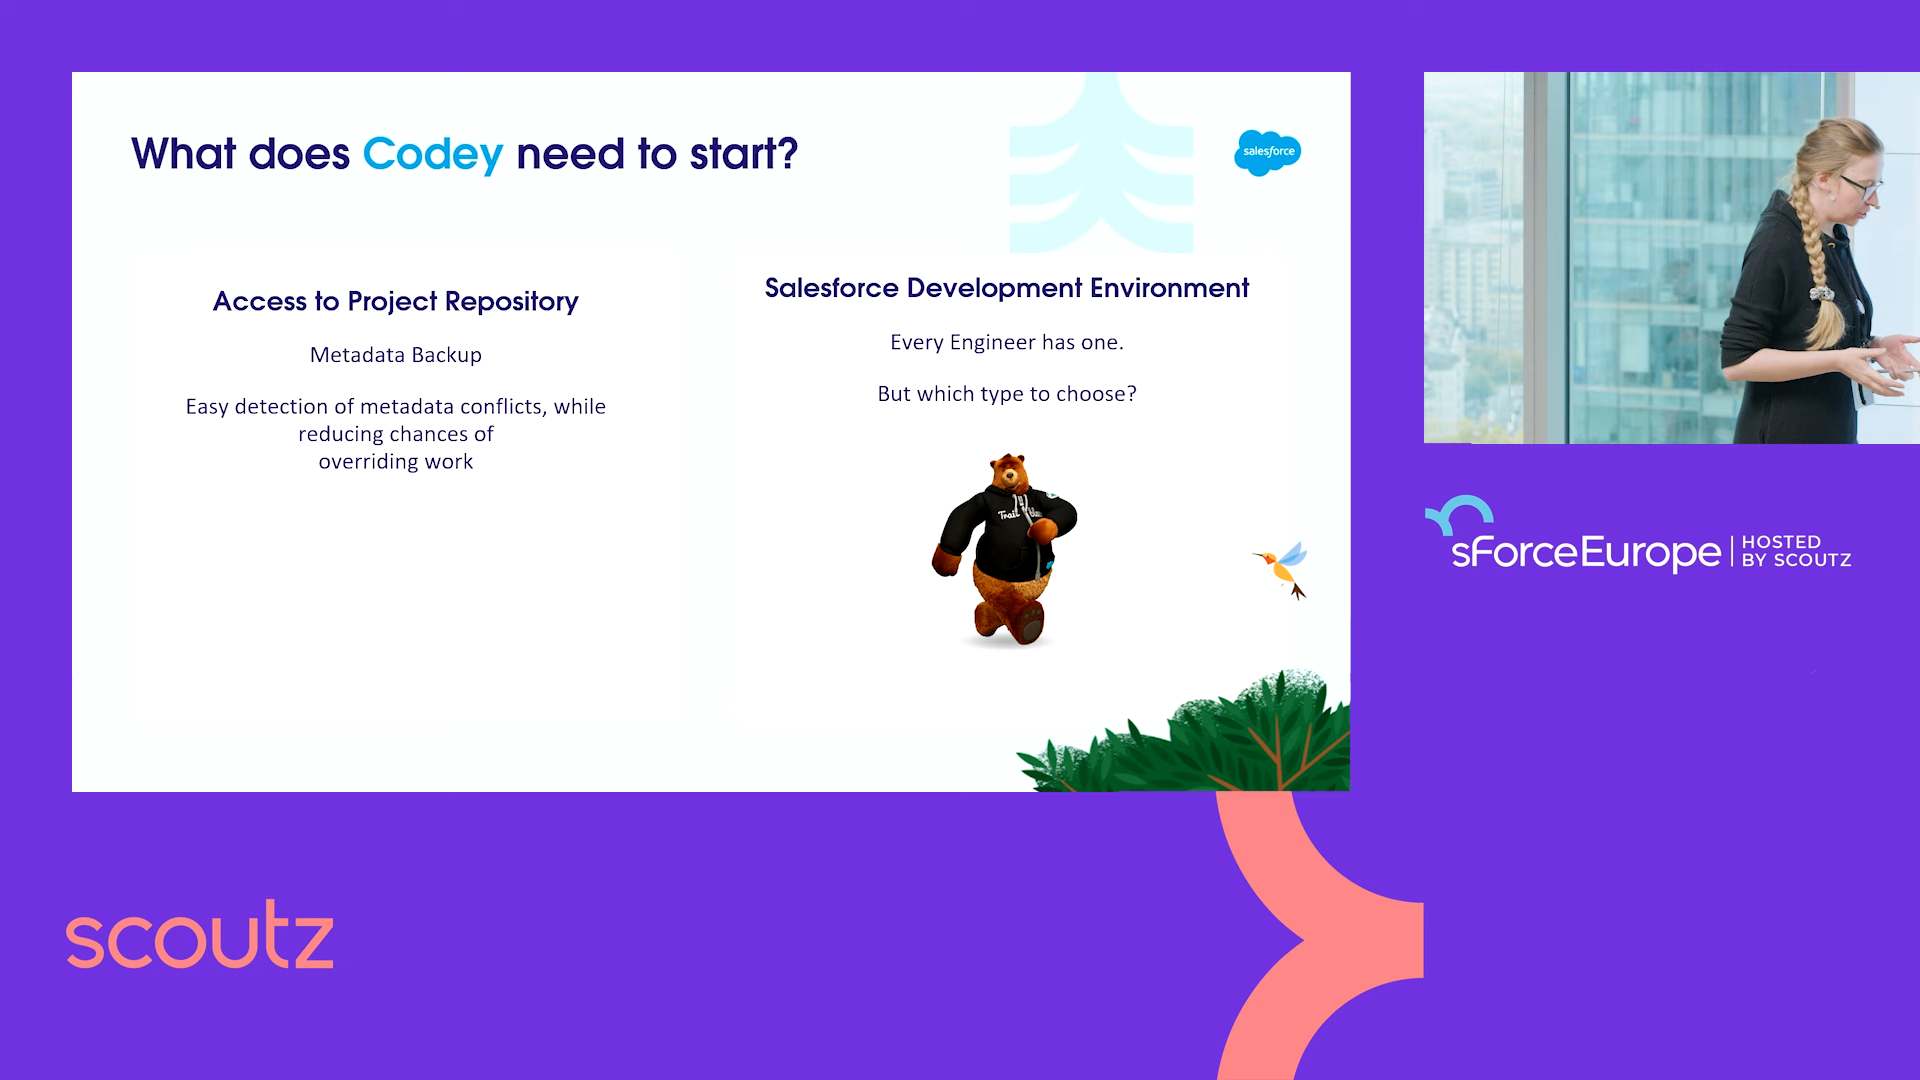 What does Codey need to start?
salesforce
Access to Project Repository
Metadata Backup
Easy detection of metadata conflicts, while
reducing chances of
overriding work
Salesforce Development Environment
Every Engineer has one.
But which type to choose?
sForceEurope
HOSTED
BY SCOUTZ
scoutz